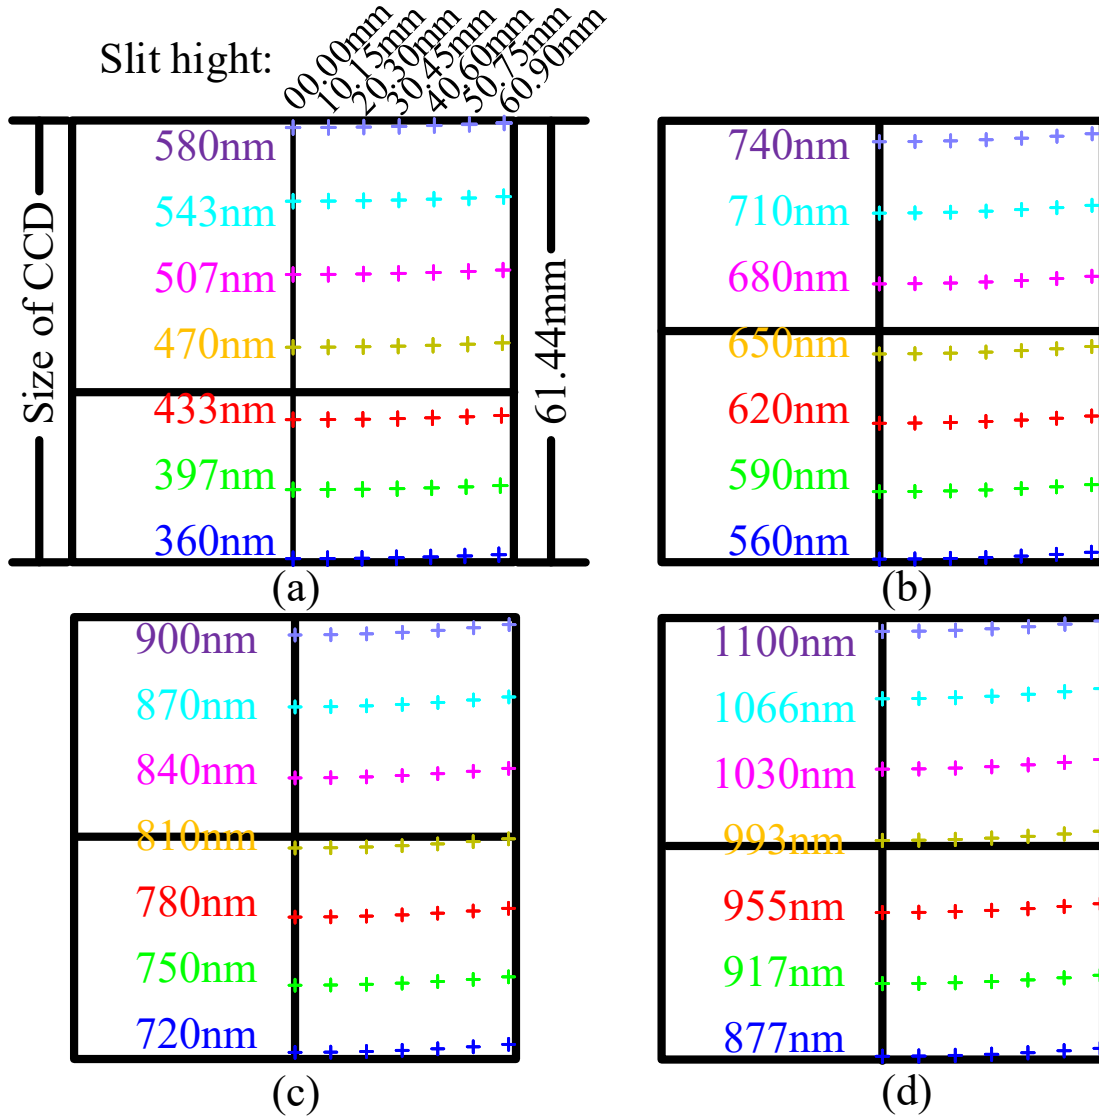 Slit hight:
00.00mm
10.15mm
20.30mm
30.45mm
40.60mm
50.75mm
60.90mm
Size of CCD
61.44mm
580nm
543nm
507nm
470nm
433nm
397nm
360nm
(a)
740nm
710nm
680nm
650nm
620nm
590nm
560nm
(b)
900nm
870nm
840nm
810nm
780nm
750nm
720nm
(c)
1100nm
1066nm
1030nm
993nm
955nm
917nm
877nm
(d)